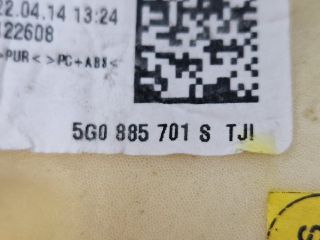 22.04.14 13:24
122608
>PUR< >PC+ABS<
5G0 885 701 S TJI
S